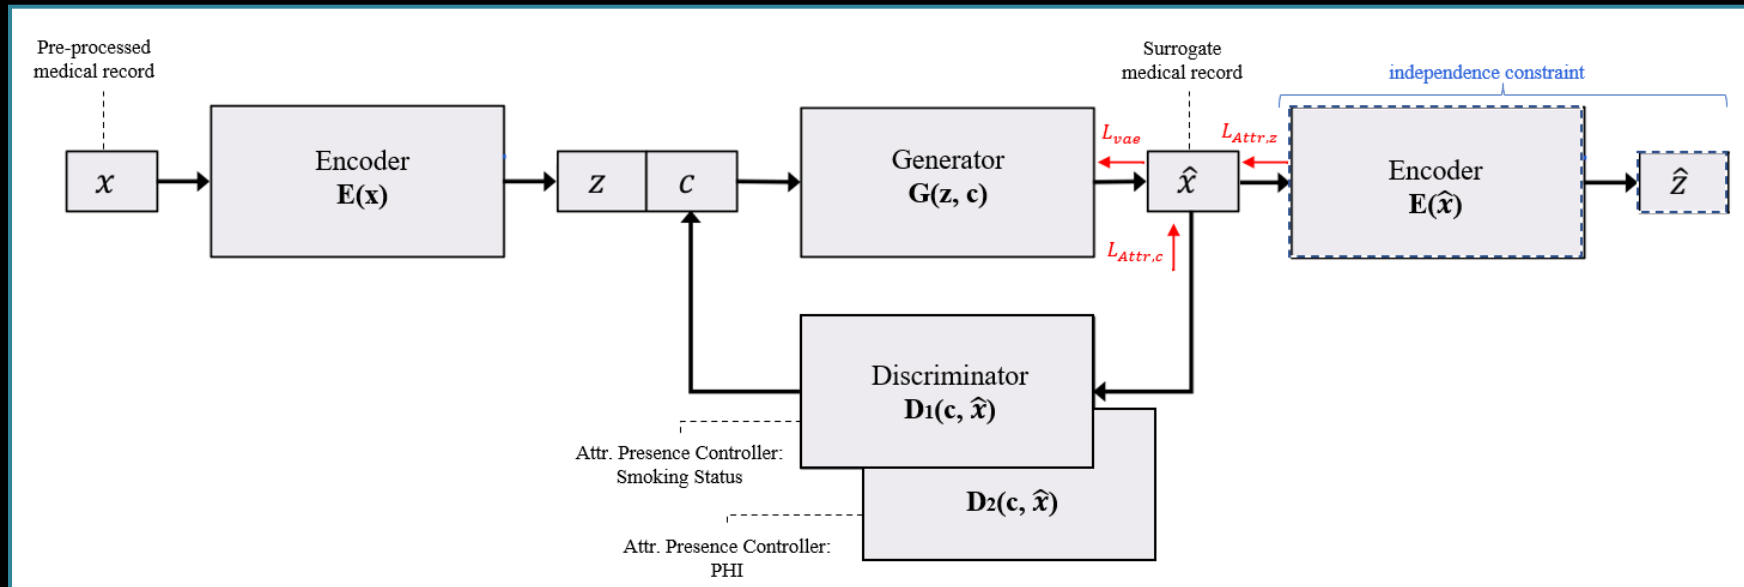 Pre-processed
medical record
Surrogate
medical record
independence constraint
x
Encoder
E(x)
z
c
Generator
G(z, c)
L_vae
x̂
L_Attr,z
Encoder
E(x̂)
ẑ
L_Attr,c
Discriminator
D1(c, x̂)
Attr. Presence Controller:
Smoking Status
D2(c, x̂)
Attr. Presence Controller:
PHI